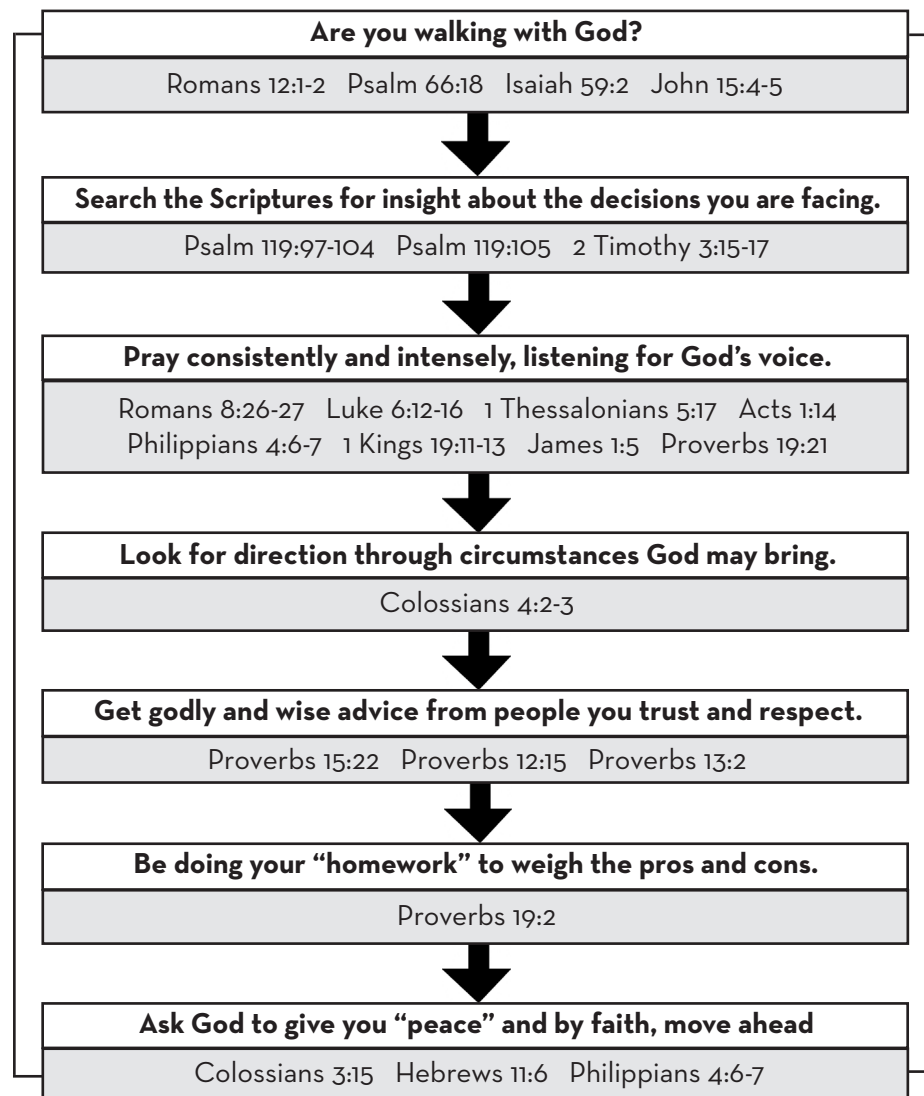 Are you walking with God?
Romans 12:1-2 Psalm 66:18 Isaiah 59:2 John 15:4-5
Search the Scriptures for insight about the decisions you are facing.
Psalm 119:97-104 Psalm 119:105 2 Timothy 3:15-17
Pray consistently and intensely, listening for God’s voice.
Romans 8:26-27 Luke 6:12-16 1 Thessalonians 5:17 Acts 1:14
Philippians 4:6-7 1 Kings 19:11-13 James 1:5 Proverbs 19:21
Look for direction through circumstances God may bring.
Colossians 4:2-3
Get godly and wise advice from people you trust and respect.
Proverbs 15:22 Proverbs 12:15 Proverbs 13:2
Be doing your “homework” to weigh the pros and cons.
Proverbs 19:2
Ask God to give you “peace” and by faith, move ahead
Colossians 3:15 Hebrews 11:6 Philippians 4:6-7